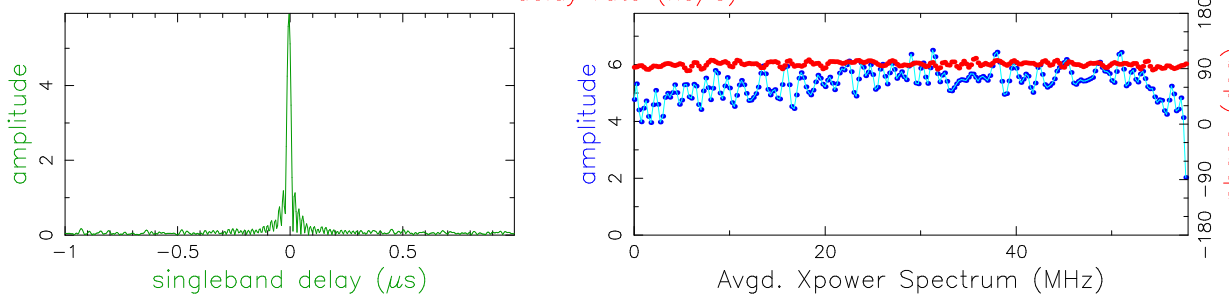 amplitude
0 2 4
−1 −0.5 0 0.5
singleband delay (μs)
amplitude
0 2 4 6
−180 −90 0 90 180
0 20 40
Avgd. Xpower Spectrum (MHz)